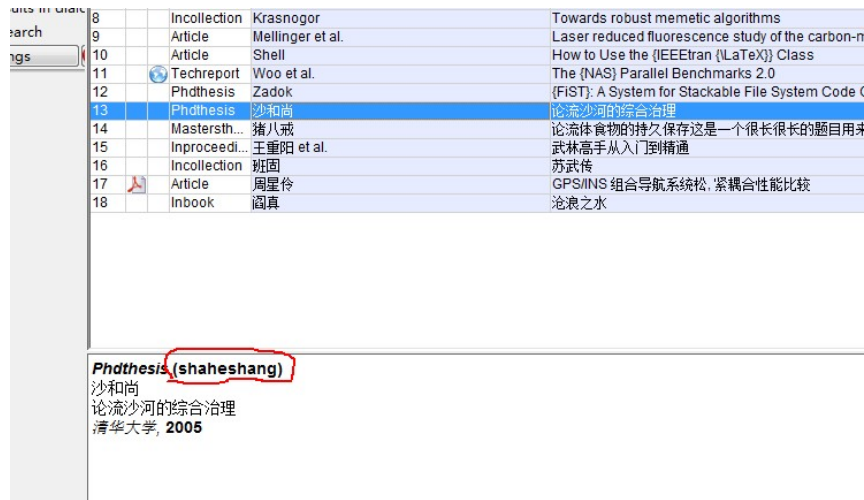 earch
ngs
8 Incollection Krasnogor Towards robust memetic algorithms
9 Article Mellinger et al. Laser reduced fluorescence study of the carbon-m
10 Article Shell How to Use the {IEEEtran {\LaTeX}} Class
11 Techreport Woo et al. The {NAS} Parallel Benchmarks 2.0
12 Phdthesis Zadok {FiST}: A System for Stackable File System Code
13 Phdthesis 沙和尚 论流沙河的综合治理
14 Mastersth... 猪八戒 论流体食物的持久保存这是一个很长很长的题目用来
15 Inproceedi... 王重阳 et al. 武林高手从入门到精通
16 Incollection 班固 苏武传
17 Article 周星伶 GPS/INS 组合导航系统松, 紧耦合性能比较
18 Inbook 阎真 沧浪之水
Phdthesis (shaheshang)
沙和尚
论流沙河的综合治理
清华大学, 2005